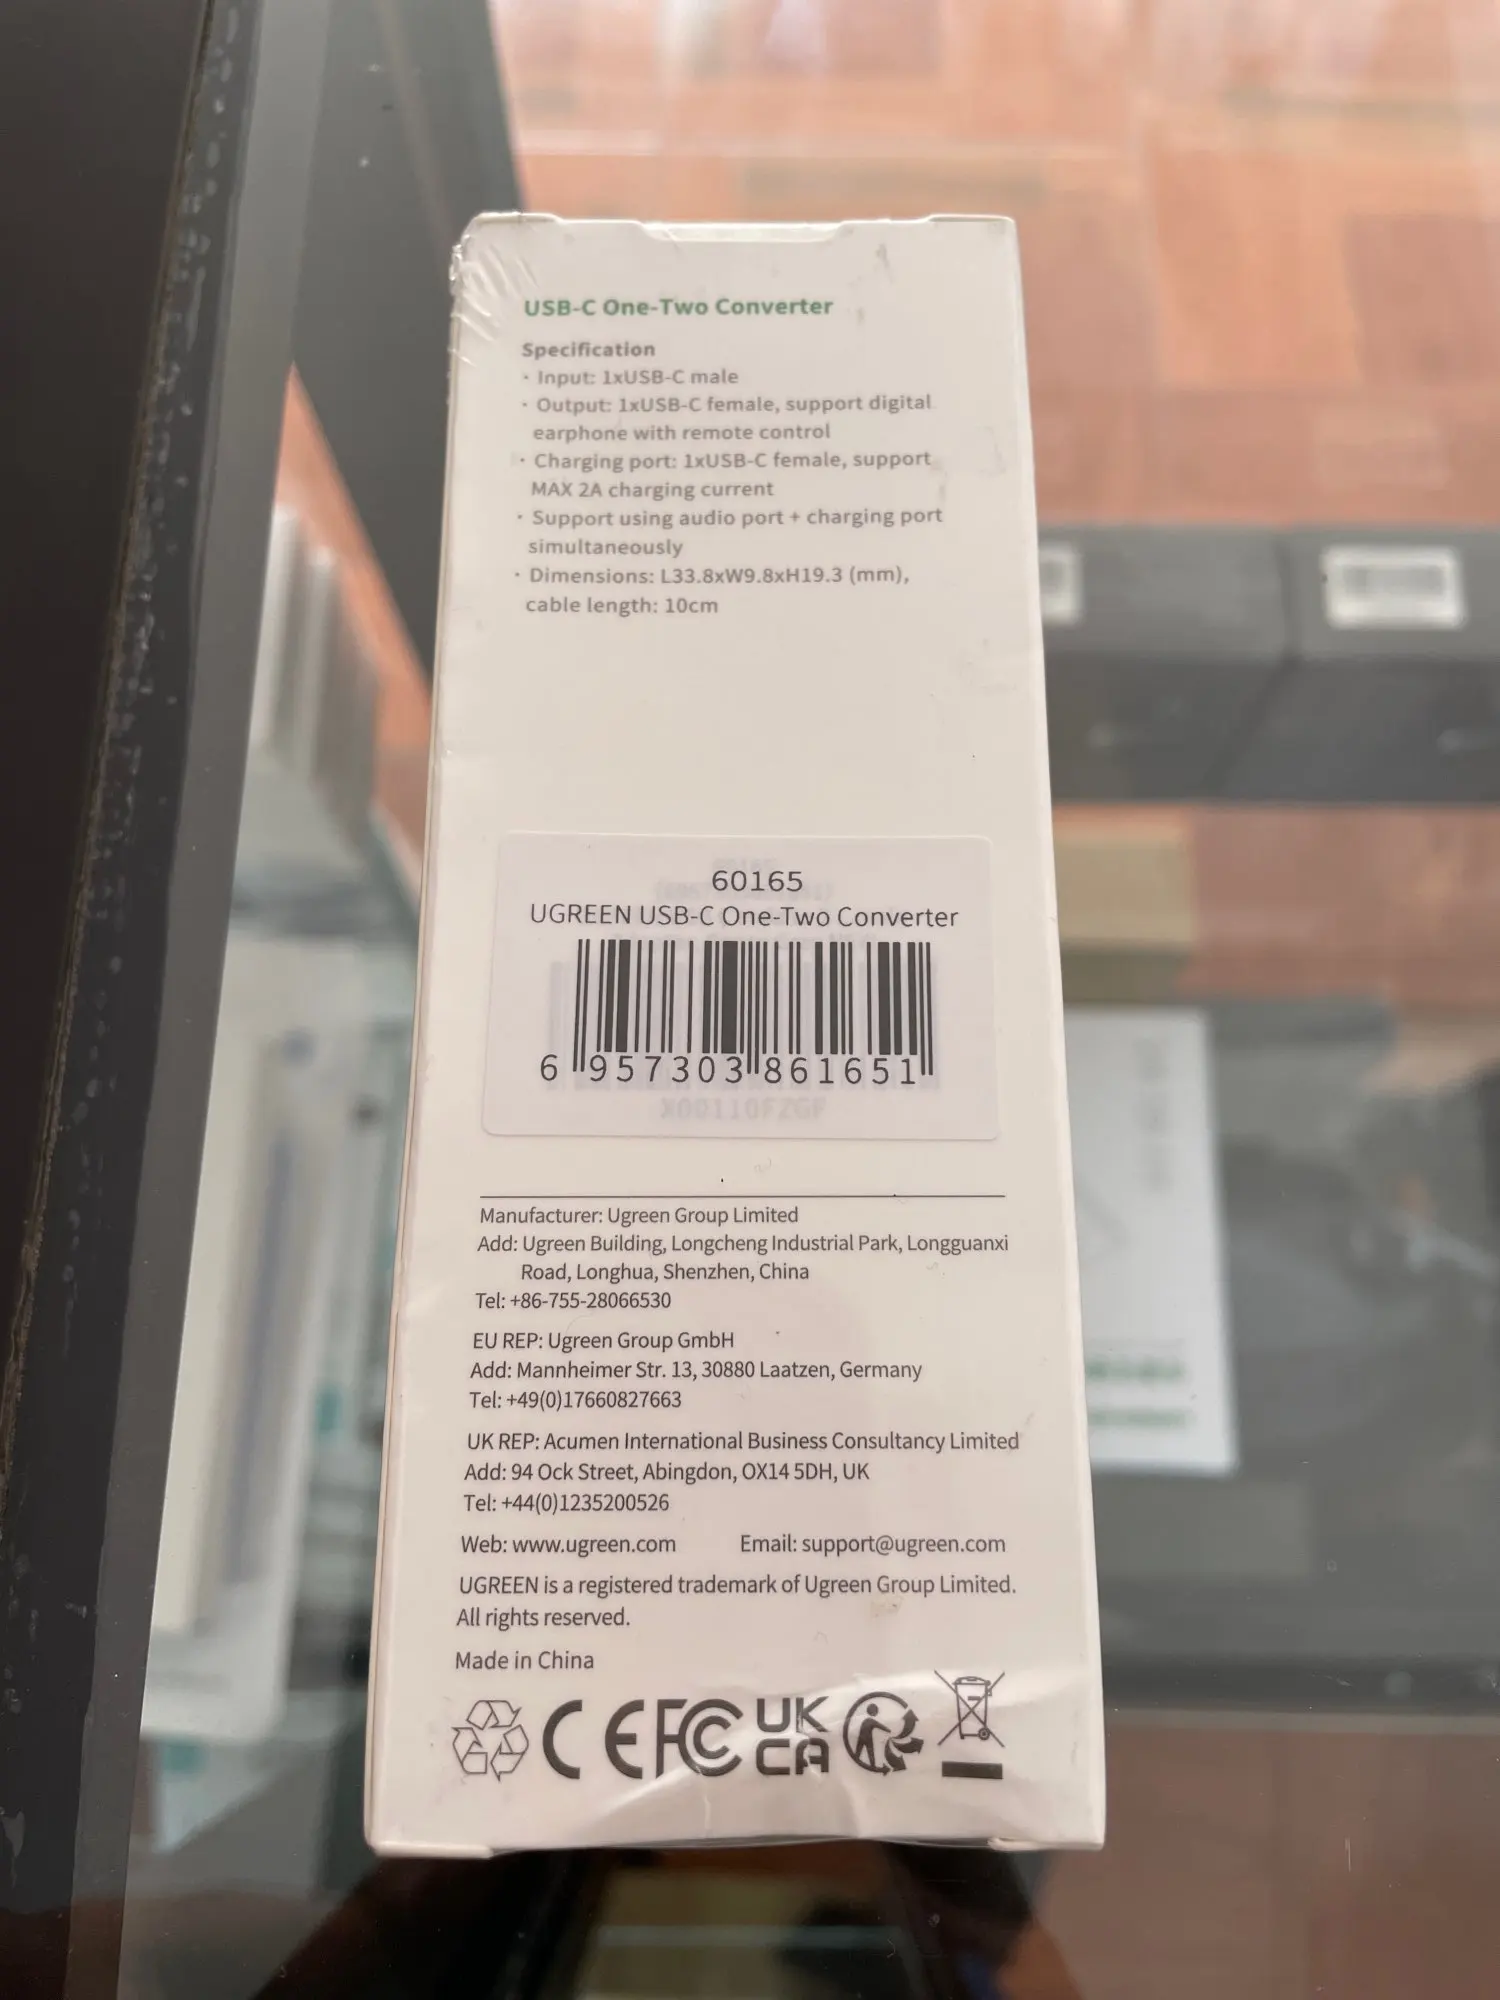 USB-C One-Two Converter
Specification
· Input: 1xUSB-C male
· Output: 1xUSB-C female, support digital
earphone with remote control
· Charging port: 1xUSB-C female, support
MAX 2A charging current
· Support using audio port + charging port
simultaneously
· Dimensions: L33.8xW9.8xH19.3 (mm),
cable length: 10cm
60165
UGREEN USB-C One-Two Converter
6 957303 861651
Manufacturer: Ugreen Group Limited
Add: Ugreen Building, Longcheng Industrial Park, Longguanxi
Road, Longhua, Shenzhen, China
Tel: +86-755-28066530
EU REP: Ugreen Group GmbH
Add: Mannheimer Str. 13, 30880 Laatzen, Germany
Tel: +49(0)17660827663
UK REP: Acumen International Business Consultancy Limited
Add: 94 Ock Street, Abingdon, OX14 5DH, UK
Tel: +44(0)1235200526
Web: www.ugreen.com Email: support@ugreen.com
UGREEN is a registered trademark of Ugreen Group Limited.
All rights reserved.
Made in China
CE FC UK
CA